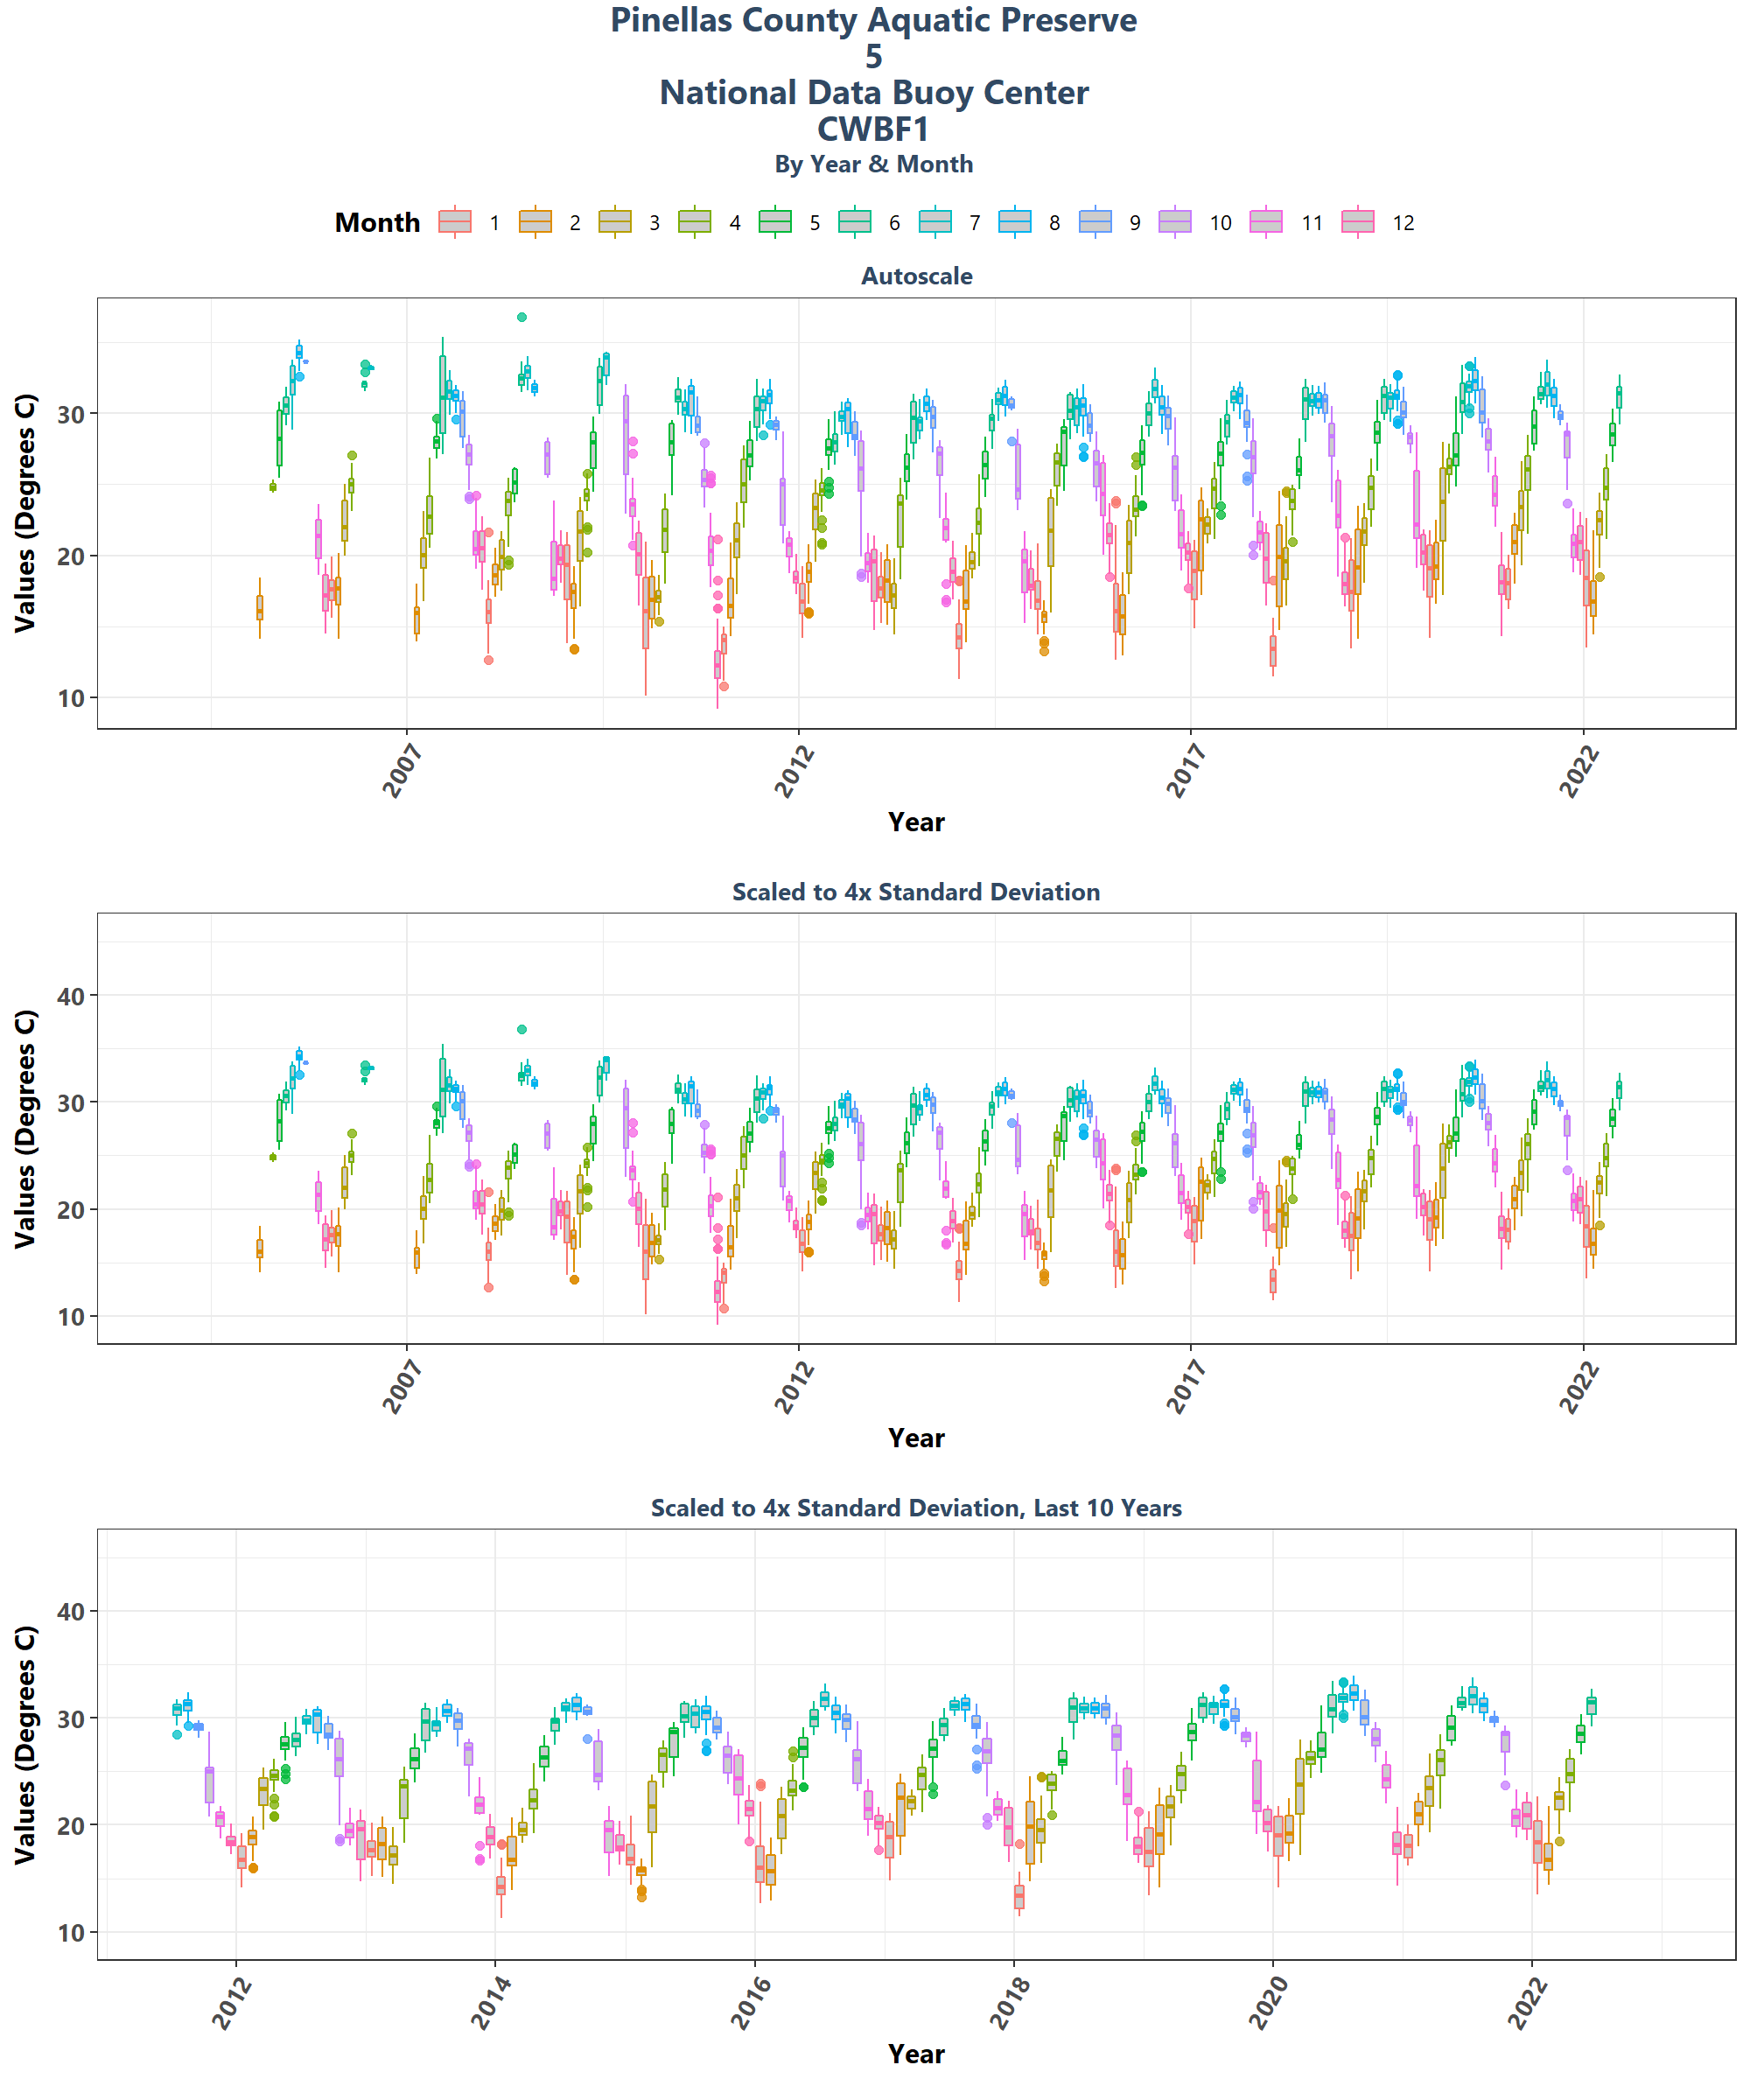 Pinellas County Aquatic Preserve
5
National Data Buoy Center
CWBF1
By Year & Month
Month 1 2 3 4 5 6 7 8 9 10 11 12
Autoscale
Values (Degrees C)
30
20
10
2007 2012 2017 2022
Year
Scaled to 4x Standard Deviation
Values (Degrees C)
40
30
20
10
2007 2012 2017 2022
Year
Scaled to 4x Standard Deviation, Last 10 Years
Values (Degrees C)
40
30
20
10
2012 2014 2016 2018 2020 2022
Year